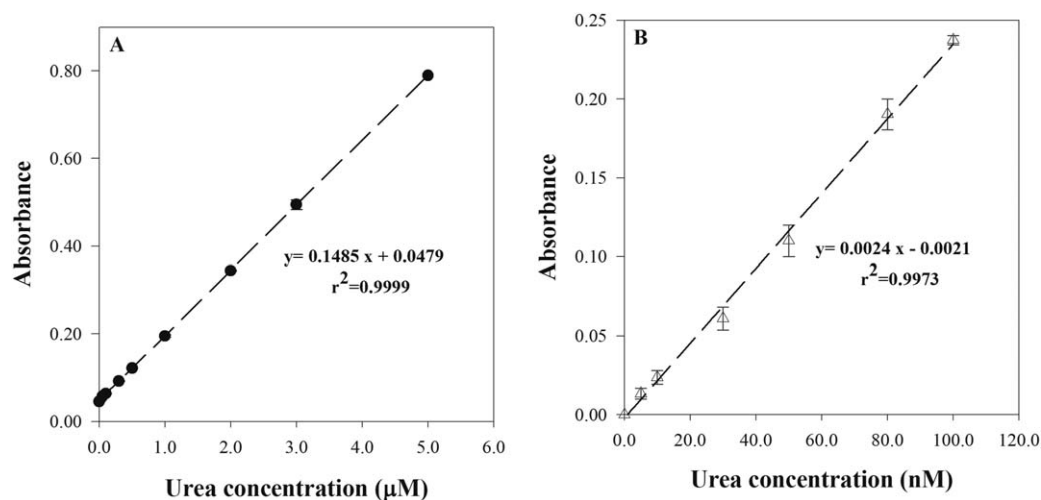 A
Absorbance
0.80
0.60
0.40
0.20
0.00
y= 0.1485 x + 0.0479
r2=0.9999
0.0 1.0 2.0 3.0 4.0 5.0 6.0
Urea concentration (μM)
B
Absorbance
0.25
0.20
0.15
0.10
0.05
0.00
y= 0.0024 x - 0.0021
r2=0.9973
0.0 20.0 40.0 60.0 80.0 100.0 120.0
Urea concentration (nM)